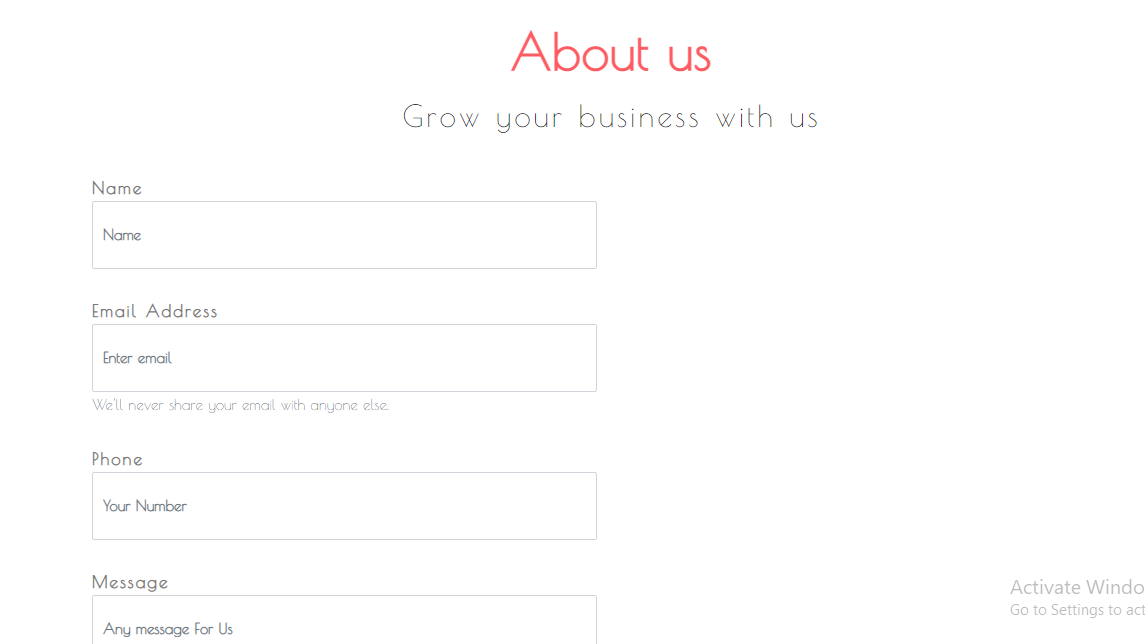 About us
Grow your business with us
Name
Name
Email Address
Enter email
We'll never share your email with anyone else.
Phone
Your Number
Message
Any message For Us
Activate Windo
Go to Settings to act